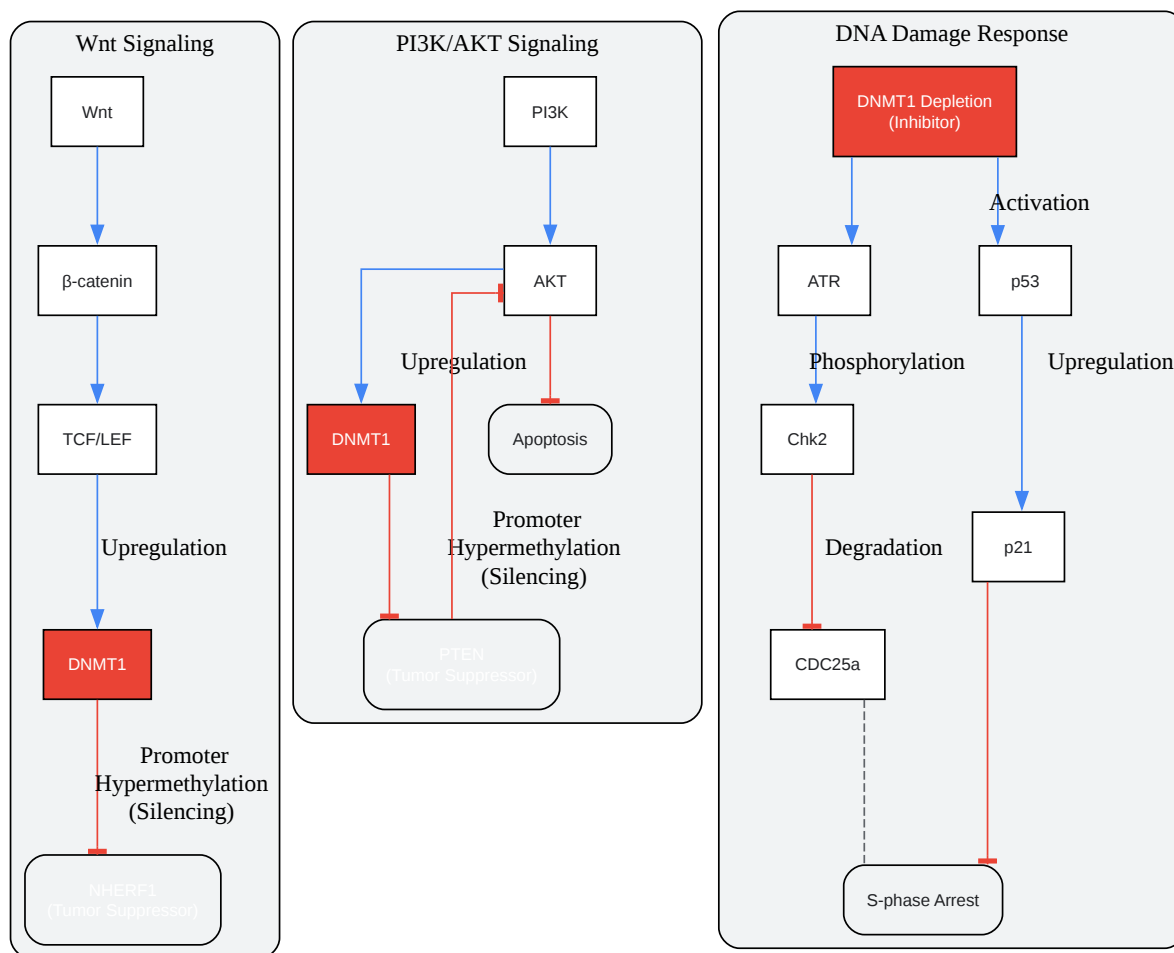 Wnt Signaling
Wnt
β-catenin
TCF/LEF
Upregulation
DNMT1
Promoter
Hypermethylation
(Silencing)
NHERF1
(Tumor Suppressor)
PI3K/AKT Signaling
PI3K
AKT
Upregulation
DNMT1
Apoptosis
Promoter
Hypermethylation
(Silencing)
PTEN
(Tumor Suppressor)
DNA Damage Response
DNMT1 Depletion
(Inhibitor)
Activation
ATR
p53
Phosphorylation
Upregulation
Chk2
Degradation
p21
CDC25a
S-phase Arrest